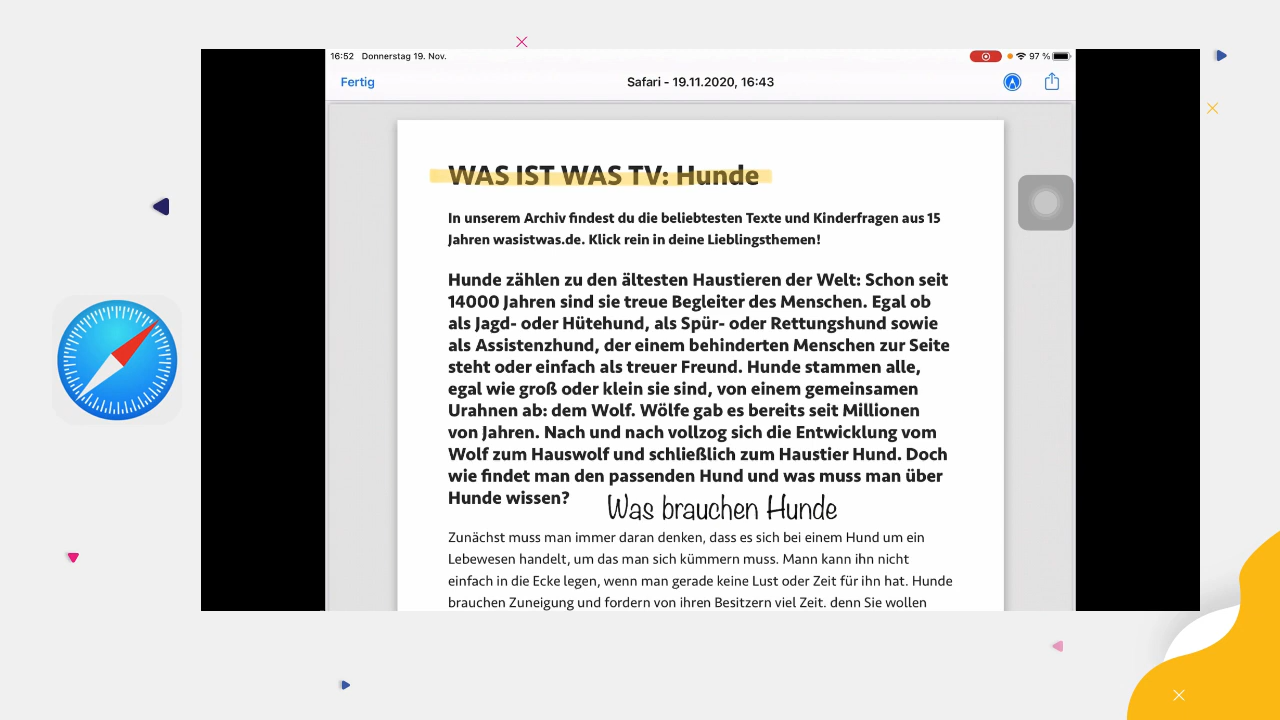 16:52 Donnerstag 19. Nov.
97 %
Fertig
Safari - 19.11.2020, 16:43
WAS IST WAS TV: Hunde
In unserem Archiv findest du die beliebtesten Texte und Kinderfragen aus 15
Jahren wasistwas.de. Klick rein in deine Lieblingsthemen!
Hunde zählen zu den ältesten Haustieren der Welt: Schon seit
14000 Jahren sind sie treue Begleiter des Menschen. Egal ob
als Jagd- oder Hütehund, als Spür- oder Rettungshund sowie
als Assistenzhund, der einem behinderten Menschen zur Seite
steht oder einfach als treuer Freund. Hunde stammen alle,
egal wie groß oder klein sie sind, von einem gemeinsamen
Urahnen ab: dem Wolf. Wölfe gab es bereits seit Millionen
von Jahren. Nach und nach vollzog sich die Entwicklung vom
Wolf zum Hauswolf und schließlich zum Haustier Hund. Doch
wie findet man den passenden Hund und was muss man über
Hunde wissen?
Was brauchen Hunde
Zunächst muss man immer daran denken, dass es sich bei einem Hund um ein
Lebewesen handelt, um das man sich kümmern muss. Mann kann ihn nicht
einfach in die Ecke legen, wenn man gerade keine Lust oder Zeit für ihn hat. Hunde
brauchen Zuneigung und fordern von ihren Besitzern viel Zeit, denn Sie wollen